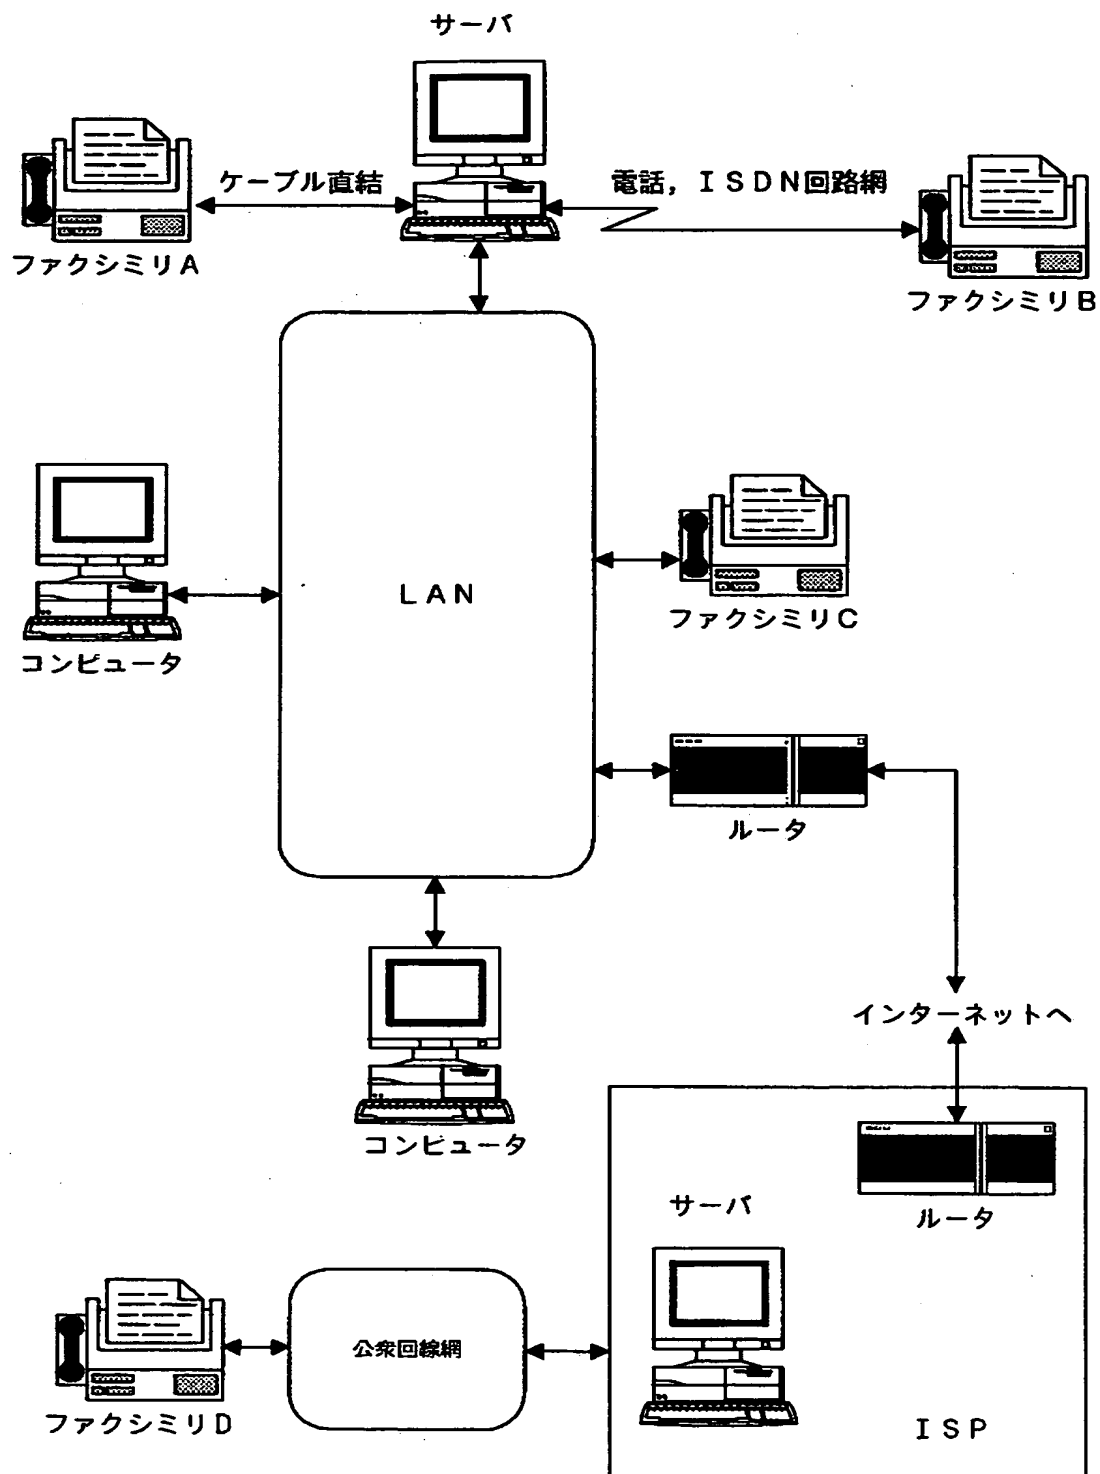 サーバ
ケーブル直結
電話,ISDN回路網
ファクシミリA
ファクシミリB
LAN
ファクシミリC
コンピュータ
ルータ
インターネットへ
コンピュータ
サーバ
ルータ
公衆回線網
ファクシミリD
ISP